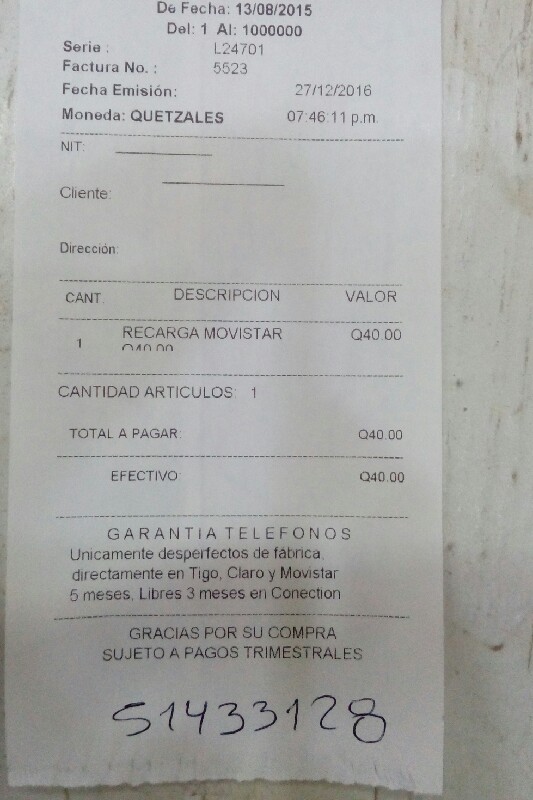 De Fecha: 13/08/2015
Del: 1 Al: 1000000
Serie : L24701
Factura No. : 5523
Fecha Emisión: 27/12/2016
Moneda: QUETZALES 07:46:11 p.m.
NIT:
Cliente:
Dirección:
CANT. DESCRIPCION VALOR
1 RECARGA MOVISTAR Q40.00
Q40.00
CANTIDAD ARTICULOS: 1
TOTAL A PAGAR: Q40.00
EFECTIVO: Q40.00
GARANTIA TELEFONOS
Unicamente desperfectos de fábrica,
directamente en Tigo, Claro y Movistar
5 meses, Libres 3 meses en Conection
GRACIAS POR SU COMPRA
SUJETO A PAGOS TRIMESTRALES
51433128